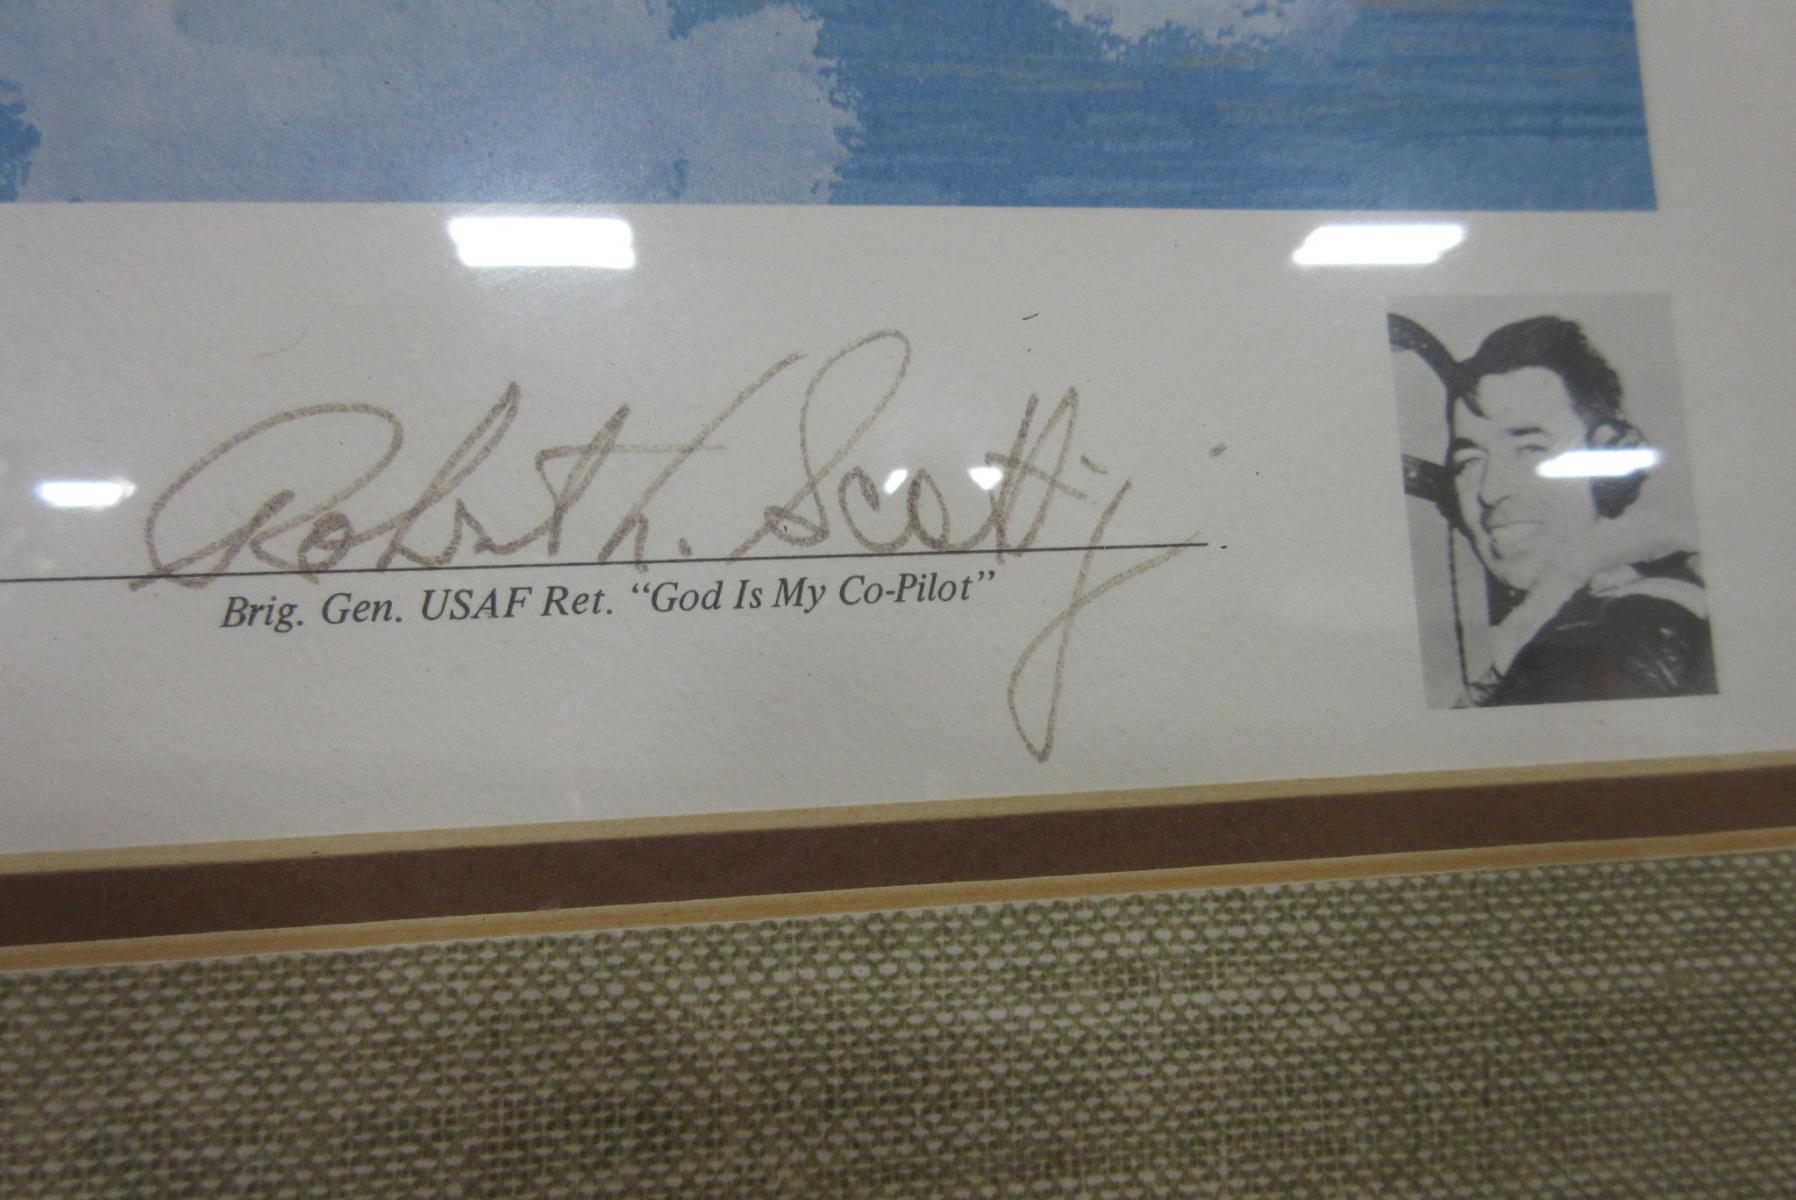 Robert L. Scott Jr.
Brig. Gen. USAF Ret. “God Is My Co-Pilot”